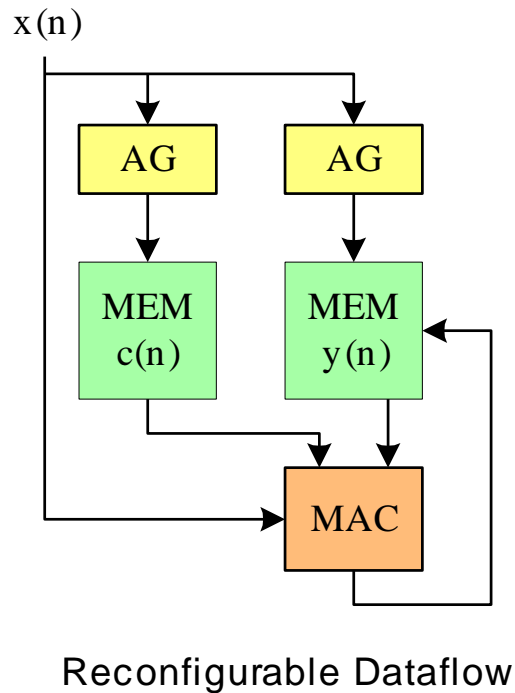 x(n)
AG
AG
MEM
c(n)
MEM
y(n)
MAC
Reconfigurable Dataflow